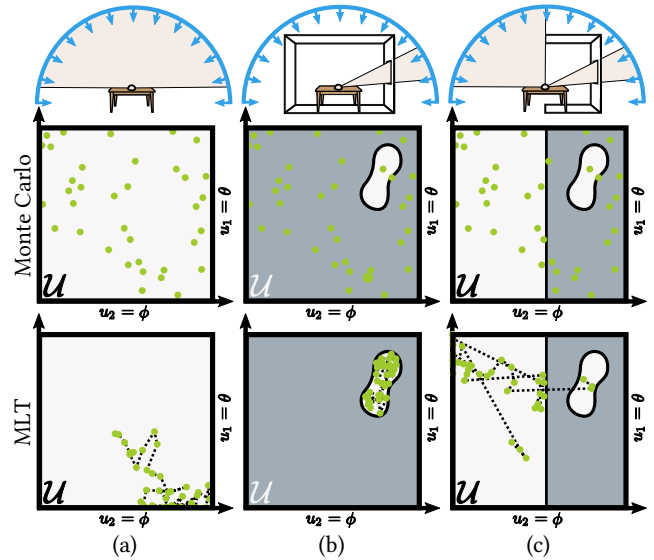 Monte Carlo
𝒰
u₂ = ϕ
u₁ = θ
𝒰
u₂ = ϕ
u₁ = θ
𝒰
u₂ = ϕ
u₁ = θ
MLT
𝒰
u₂ = ϕ
u₁ = θ
𝒰
u₂ = ϕ
u₁ = θ
𝒰
u₂ = ϕ
u₁ = θ
(a) (b) (c)